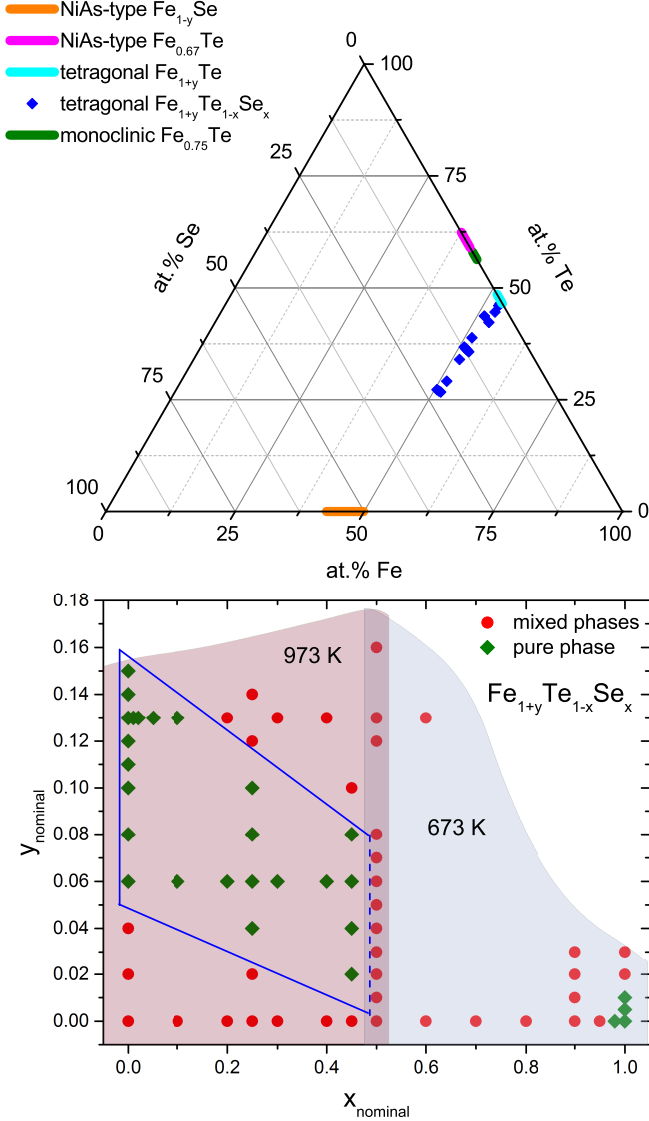 NiAs-type Fe1-ySe
NiAs-type Fe0.67Te
tetragonal Fe1+yTe
tetragonal Fe1+yTe1-xSex
monoclinic Fe0.75Te
0
100
25
75
at.% Se
at.% Te
50
50
75
25
100
0
0
25
50
75
100
at.% Fe
0.18
0.16
0.14
0.12
0.10
0.08
0.06
0.04
0.02
0.00
ynominal
973 K
673 K
mixed phases
pure phase
Fe1+yTe1-xSex
0.0
0.2
0.4
0.6
0.8
1.0
xnominal